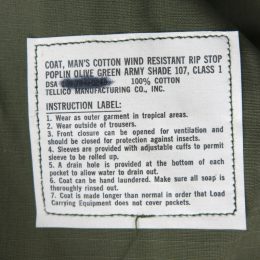 COAT, MAN'S COTTON WIND RESISTANT RIP STOP
POPLIN OLIVE GREEN ARMY SHADE 107, CLASS 1
DSA 100% COTTON
TELLICO MANUFACTURING CO., INC.
INSTRUCTION LABEL:
1. Wear as outer garment in tropical areas.
2. Wear outside of trousers.
3. Front closure can be opened for ventilation and
should be closed for protection against insects.
4. Sleeves are provided with adjustable cuffs to permit
sleeve to be rolled up.
5. A drain hole is provided at the bottom of each
pocket to allow water to drain out.
6. Coat can be hand laundered. Make sure all soap is
thoroughly rinsed out.
7. Coat is made longer than normal in order that Load
Carrying Equipment does not cover pockets.